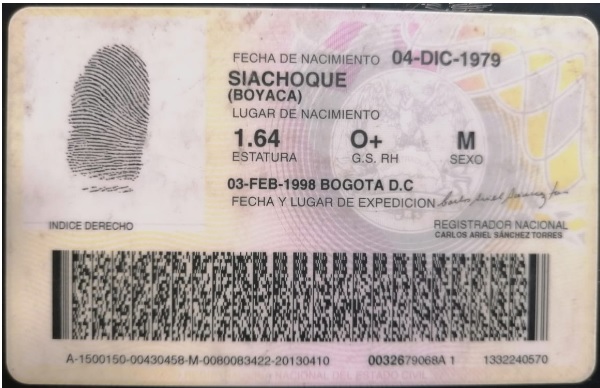 FECHA DE NACIMIENTO 04-DIC-1979
SIACHOQUE
(BOYACA)
LUGAR DE NACIMIENTO
1.64 O+ M
ESTATURA G.S. RH SEXO
03-FEB-1998 BOGOTA D.C
FECHA Y LUGAR DE EXPEDICION
INDICE DERECHO
REGISTRADOR NACIONAL
CARLOS ARIEL SÁNCHEZ TORRES
A-1500150-00430458-M-0080083422-20130410 0032679068A 1 1332240570